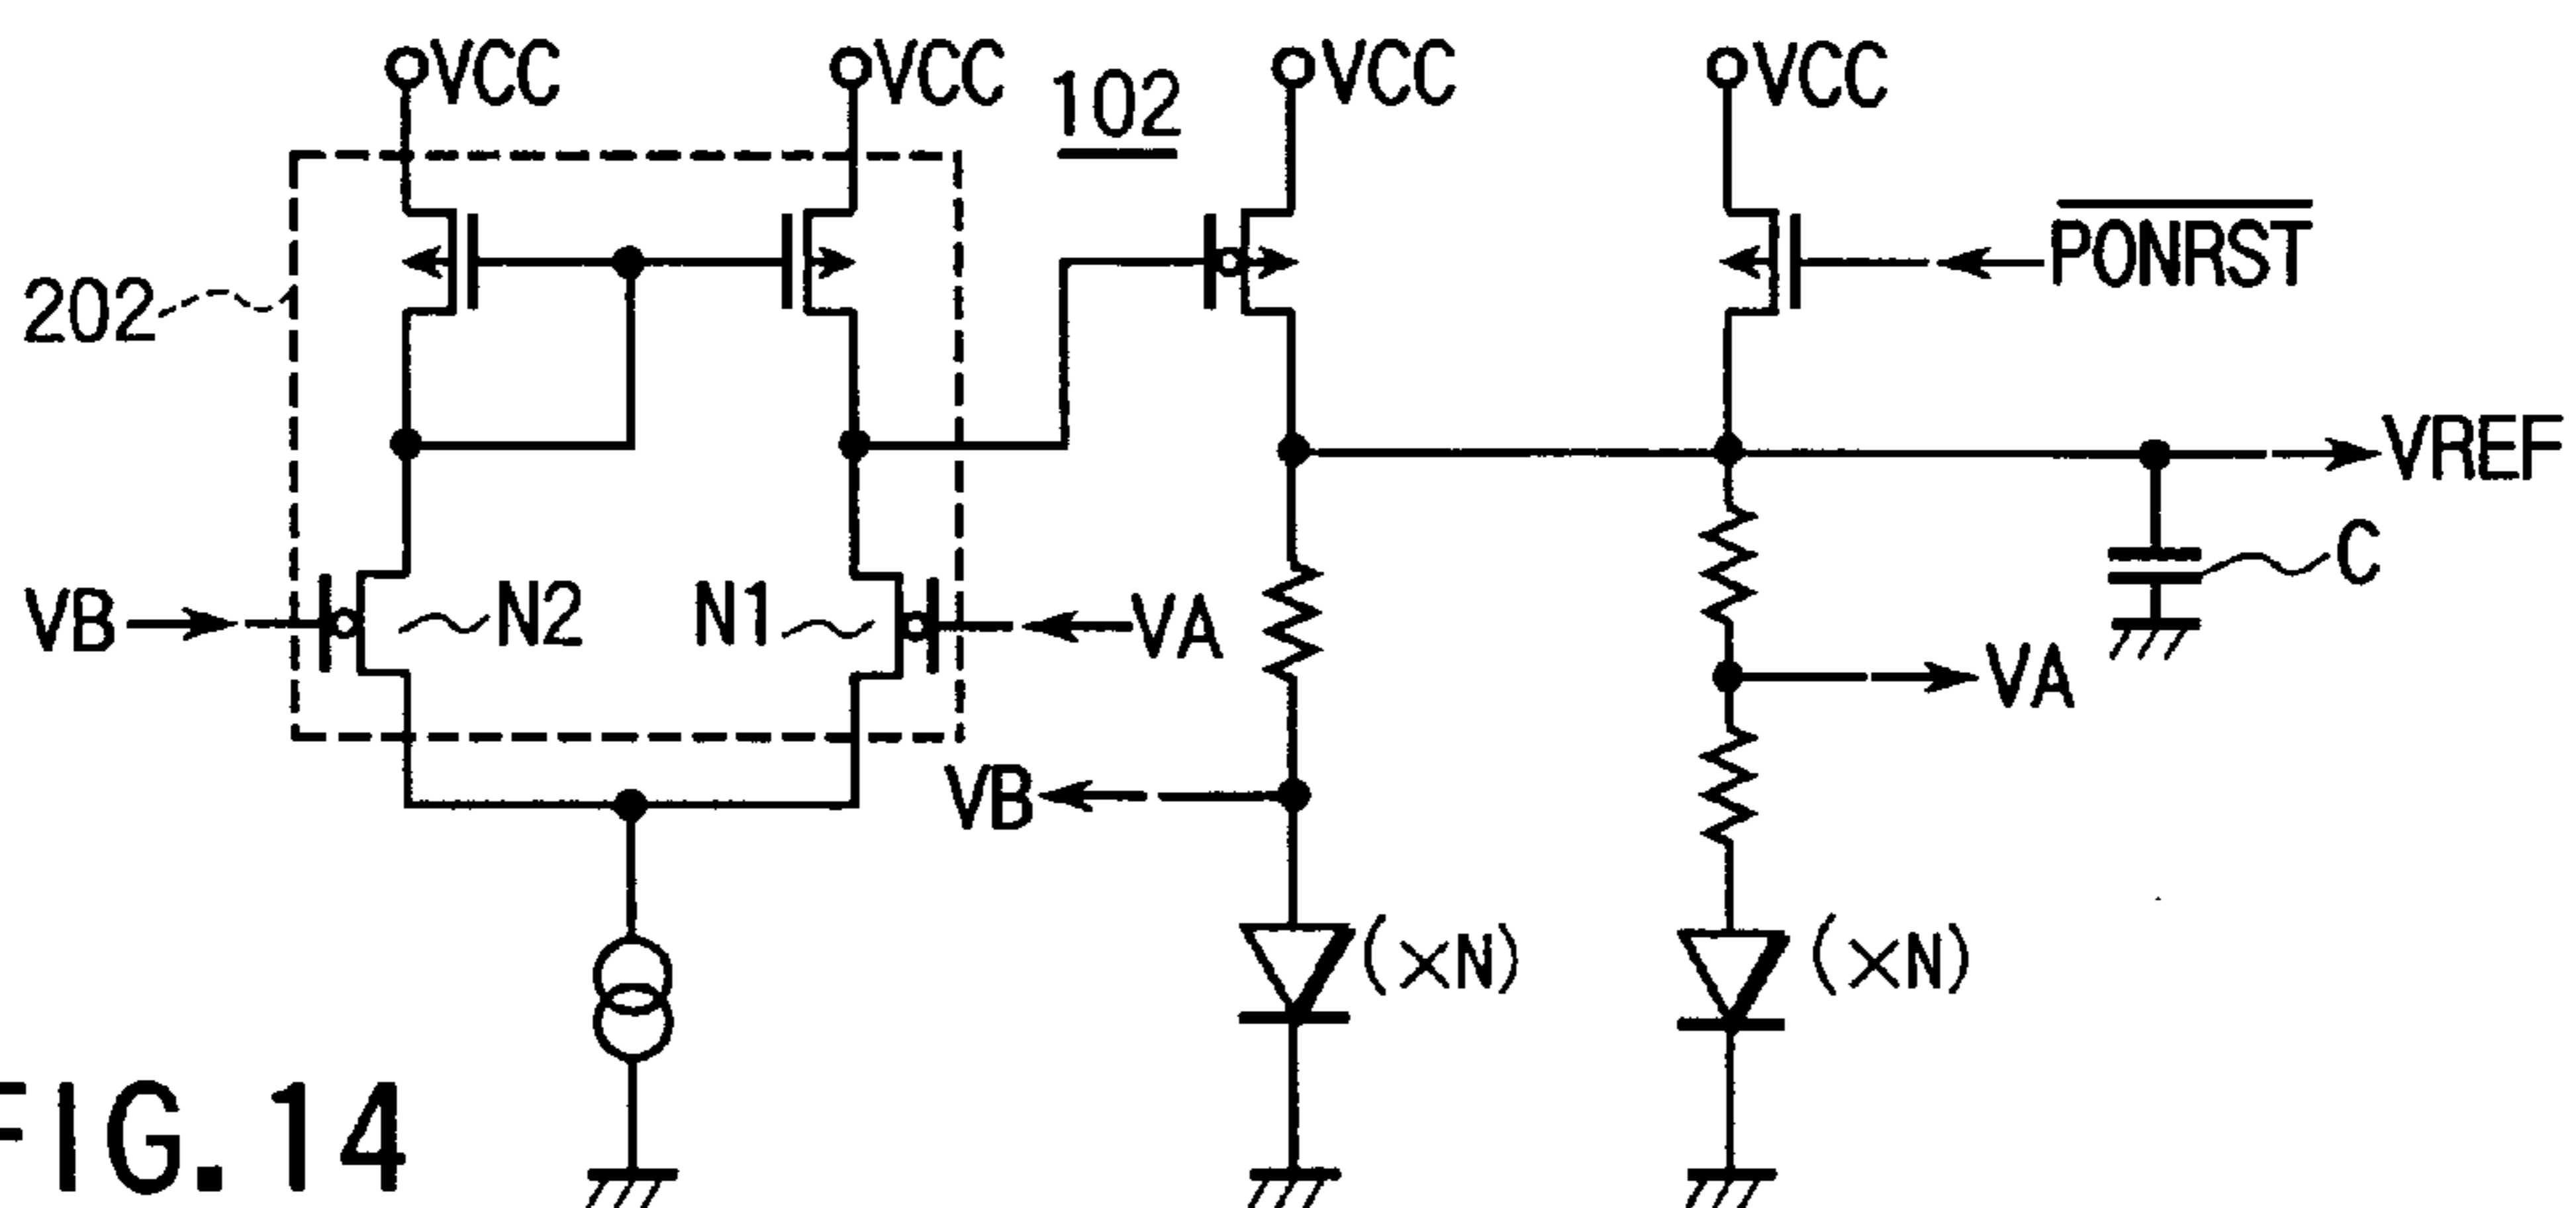 VCC VCC 102 VCC VCC
PONRST
202
VREF
C
VB N2 N1 VA
VA
VB
(×N) (×N)
FIG. 14